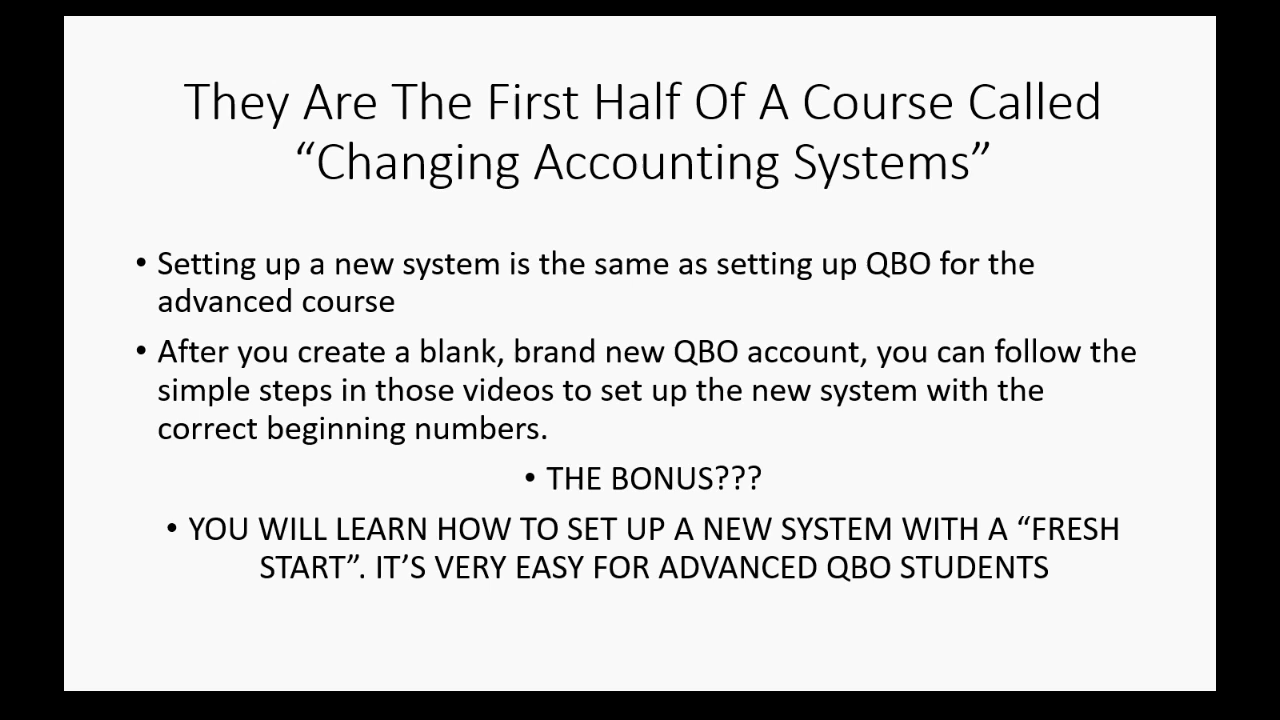 They Are The First Half Of A Course Called
“Changing Accounting Systems”
• Setting up a new system is the same as setting up QBO for the
advanced course
• After you create a blank, brand new QBO account, you can follow the
simple steps in those videos to set up the new system with the
correct beginning numbers.
• THE BONUS???
• YOU WILL LEARN HOW TO SET UP A NEW SYSTEM WITH A “FRESH
START”. IT’S VERY EASY FOR ADVANCED QBO STUDENTS